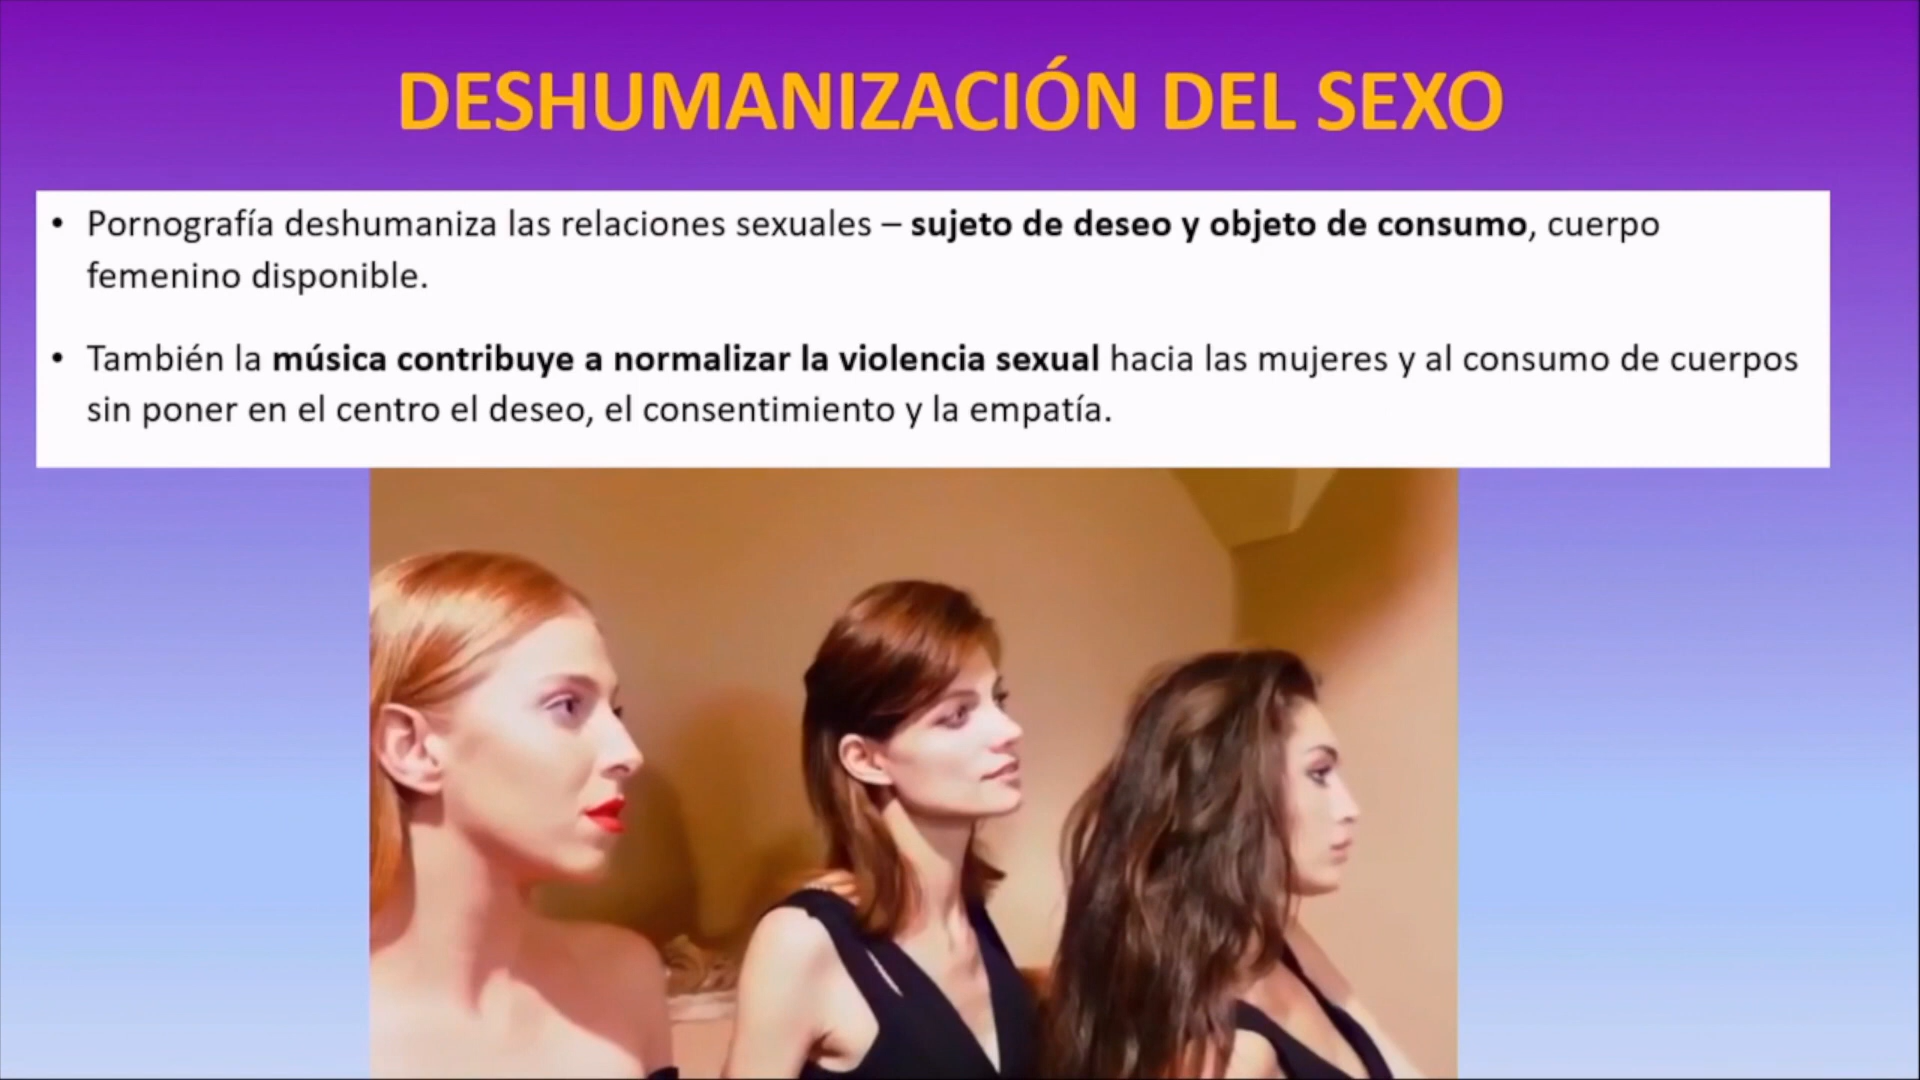 DESHUMANIZACIÓN DEL SEXO
• Pornografía deshumaniza las relaciones sexuales – sujeto de deseo y objeto de consumo, cuerpo
femenino disponible.
• También la música contribuye a normalizar la violencia sexual hacia las mujeres y al consumo de cuerpos
sin poner en el centro el deseo, el consentimiento y la empatía.